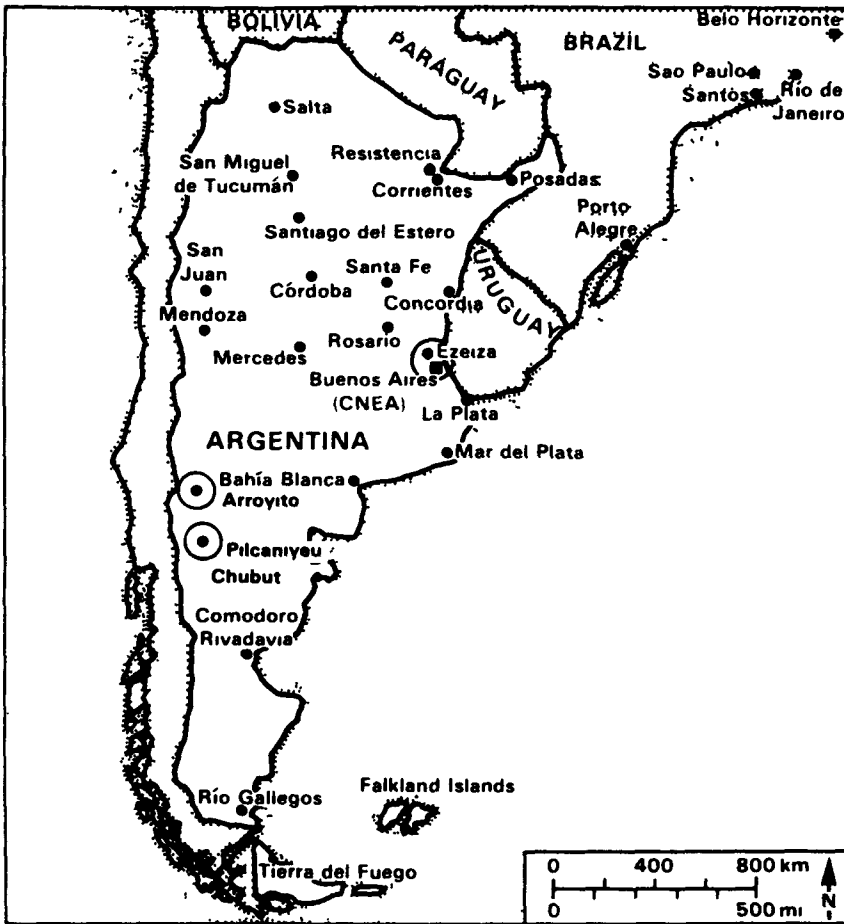 BOLIVIA
PARAGUAY
BRAZIL
Belo Horizonte
Sao Paulo
Santos
Río de
Janeiro
Salta
San Miguel
de Tucumán
Resistencia
Corrientes
Posadas
Porto
Alegre
Santiago del Estero
San
Juan
Córdoba
Santa Fe
Concordia
URUGUAY
Mendoza
Mercedes
Rosario
Ezeiza
Buenos Aires
(CNEA)
La Plata
ARGENTINA
Mar del Plata
Bahía Blanca
Arroyito
Pilcaniyeu
Chubut
Comodoro
Rivadavia
Río Gallegos
Falkland Islands
Tierra del Fuego
0 400 800 km
0 500 mi
N